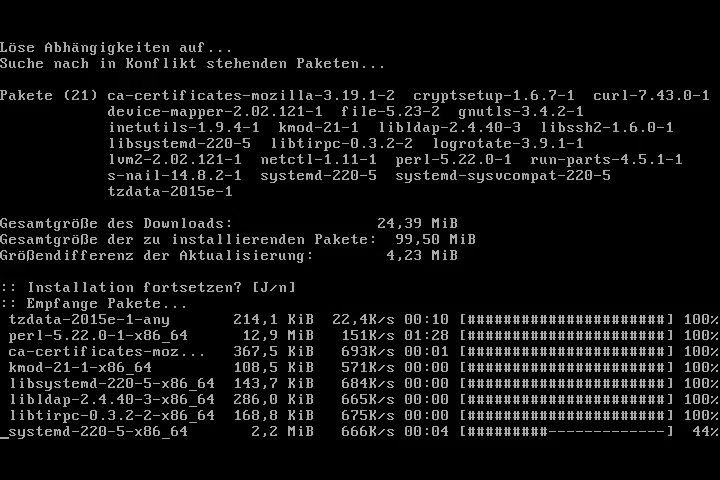 Löse Abhängigkeiten auf...
Suche nach in Konflikt stehenden Paketen...
Pakete (21) ca-certificates-mozilla-3.19.1-2 cryptsetup-1.6.7-1 curl-7.43.0-1
device-mapper-2.02.121-1 file-5.23-2 gnutls-3.4.2-1
inetutils-1.9.4-1 kmod-21-1 libldap-2.4.40-3 libssh2-1.6.0-1
libsystemd-220-5 libtirpc-0.3.2-2 logrotate-3.9.1-1
lvm2-2.02.121-1 netctl-1.11-1 perl-5.22.0-1 run-parts-4.5.1-1
s-nail-14.8.2-1 systemd-220-5 systemd-sysvcompat-220-5
tzdata-2015e-1
Gesamtgröße des Downloads: 24,39 MiB
Gesamtgröße der zu installierenden Pakete: 99,50 MiB
Größendifferenz der Aktualisierung: 4,23 MiB
:: Installation fortsetzen? [J/n]
:: Empfange Pakete...
tzdata-2015e-1-any 214,1 KiB 22,4K/s 00:10 [######################] 100%
perl-5.22.0-1-x86_64 12,9 MiB 151K/s 01:28 [######################] 100%
ca-certificates-moz... 367,5 KiB 693K/s 00:01 [######################] 100%
kmod-21-1-x86_64 108,5 KiB 571K/s 00:00 [######################] 100%
libsystemd-220-5-x86_64 143,7 KiB 684K/s 00:00 [######################] 100%
libldap-2.4.40-3-x86_64 286,0 KiB 665K/s 00:00 [######################] 100%
libtirpc-0.3.2-2-x86_64 168,8 KiB 675K/s 00:00 [######################] 100%
_systemd-220-5-x86_64 2,2 MiB 666K/s 00:04 [#########-------------] 44%